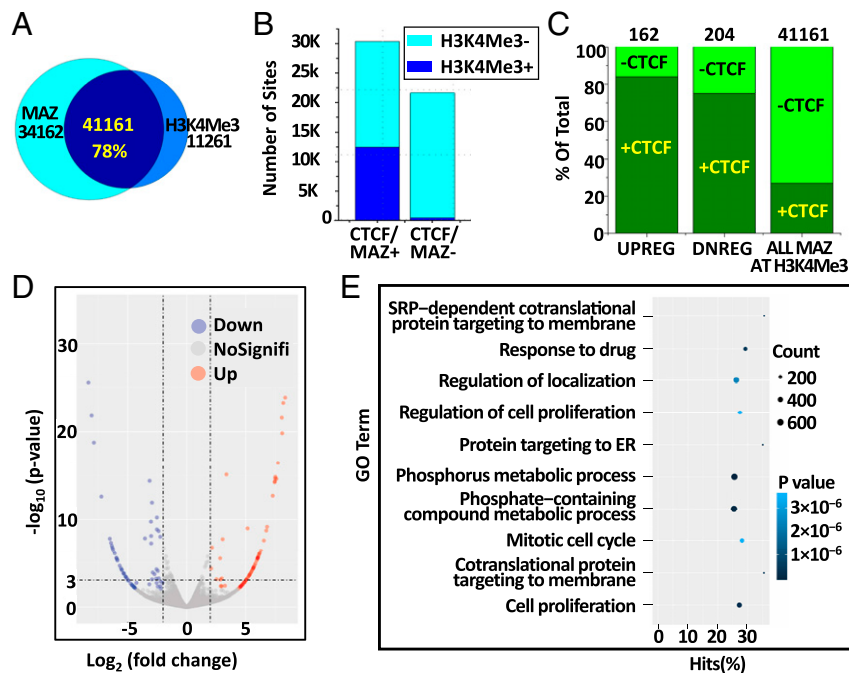 A
MAZ
34162
41161
78%
H3K4Me3
11261
B
Number of Sites
30K
25K
20K
15K
10K
5K
0
H3K4Me3-
H3K4Me3+
CTCF/
MAZ+
CTCF/
MAZ-
C
162
204
41161
% Of Total
100
80
60
40
20
0
-CTCF
-CTCF
-CTCF
+CTCF
+CTCF
+CTCF
UPREG
DNREG
ALL MAZ
AT H3K4Me3
D
-log10 (p-value)
30
20
10
3
0
Down
NoSignifi
Up
-5
0
5
Log2 (fold change)
E
GO Term
SRP−dependent cotranslational
protein targeting to membrane
Response to drug
Regulation of localization
Regulation of cell proliferation
Protein targeting to ER
Phosphorus metabolic process
Phosphate−containing
compound metabolic process
Mitotic cell cycle
Cotranslational protein
targeting to membrane
Cell proliferation
0
10
20
30
Hits(%)
Count
200
400
600
P value
3×10−6
2×10−6
1×10−6